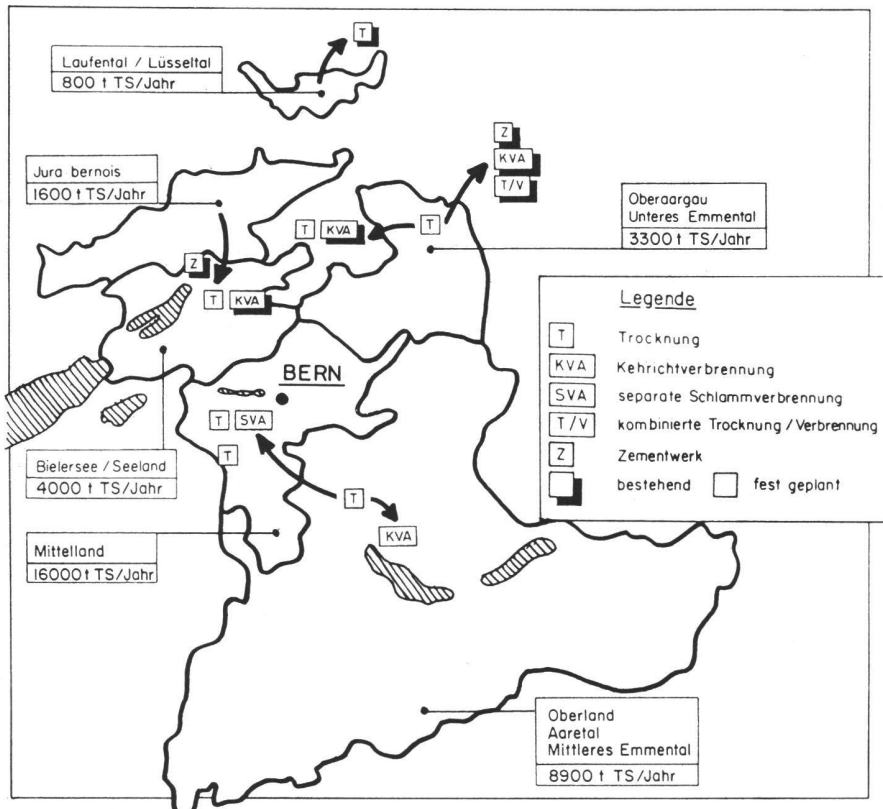 T
Laufental / Lüsseltal
800 t TS/Jahr
Z
KVA
T/V
Jura bernois
1600 t TS/Jahr
T KVA
T
Oberaargau
Unteres Emmental
3300 t TS/Jahr
Z
T KVA
Legende
T Trocknung
KVA Kehrichtverbrennung
SVA separate Schlammverbrennung
T/V kombinierte Trocknung / Verbrennung
Z Zementwerk
bestehend fest geplant
BERN
T SVA
T
Bielersee / Seeland
4000 t TS/Jahr
T
KVA
Mittelland
16000 t TS/Jahr
Oberland
Aaretal
Mittleres Emmental
8900 t TS/Jahr